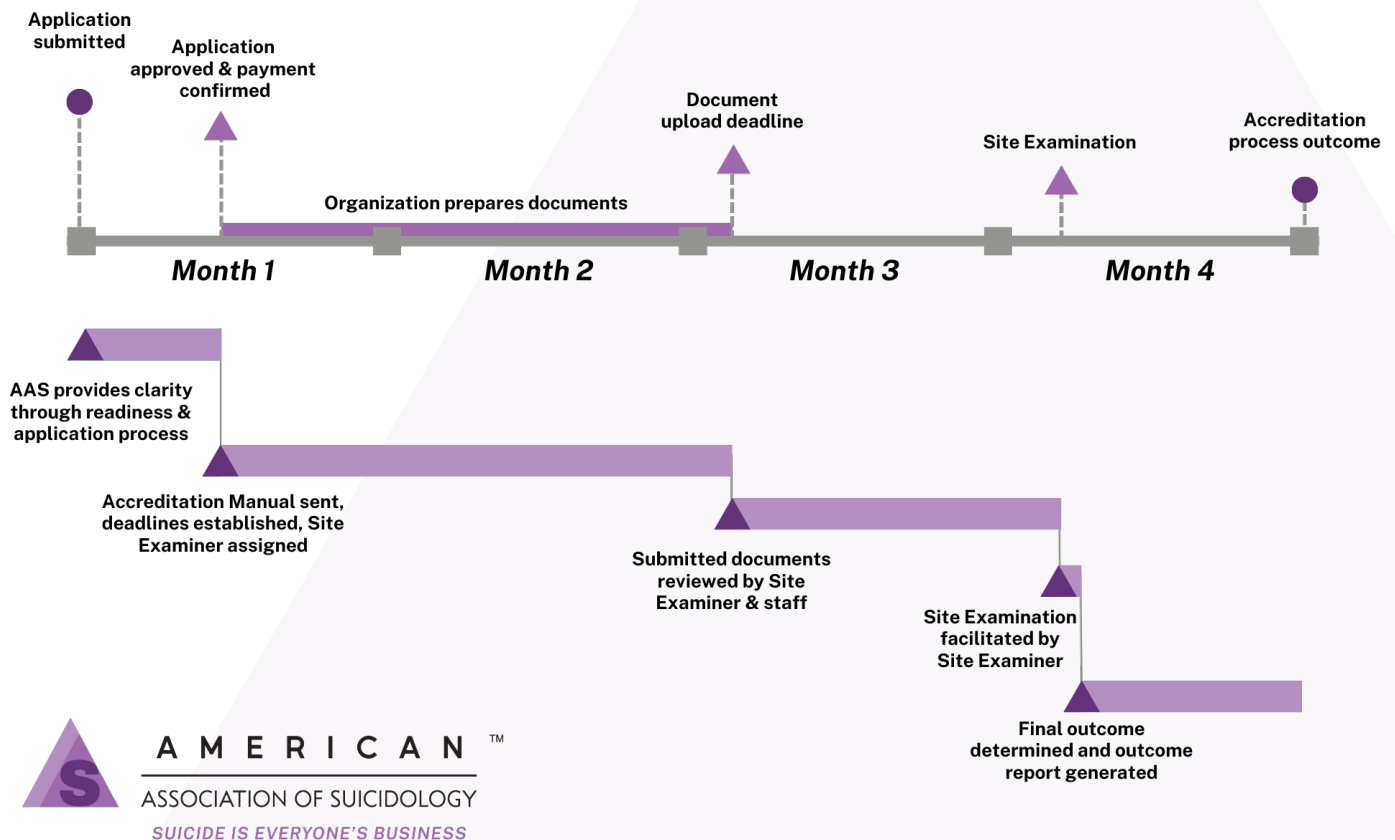 Application
submitted
Application
approved & payment
confirmed
Document
upload deadline
Site Examination
Accreditation
process outcome
Organization prepares documents
Month 1
Month 2
Month 3
Month 4
AAS provides clarity
through readiness &
application process
Accreditation Manual sent,
deadlines established, Site
Examiner assigned
Submitted documents
reviewed by Site
Examiner & staff
Site Examination
facilitated by
Site Examiner
Final outcome
determined and outcome
report generated
S
AMERICAN ™
ASSOCIATION OF SUICIDOLOGY
SUICIDE IS EVERYONE'S BUSINESS